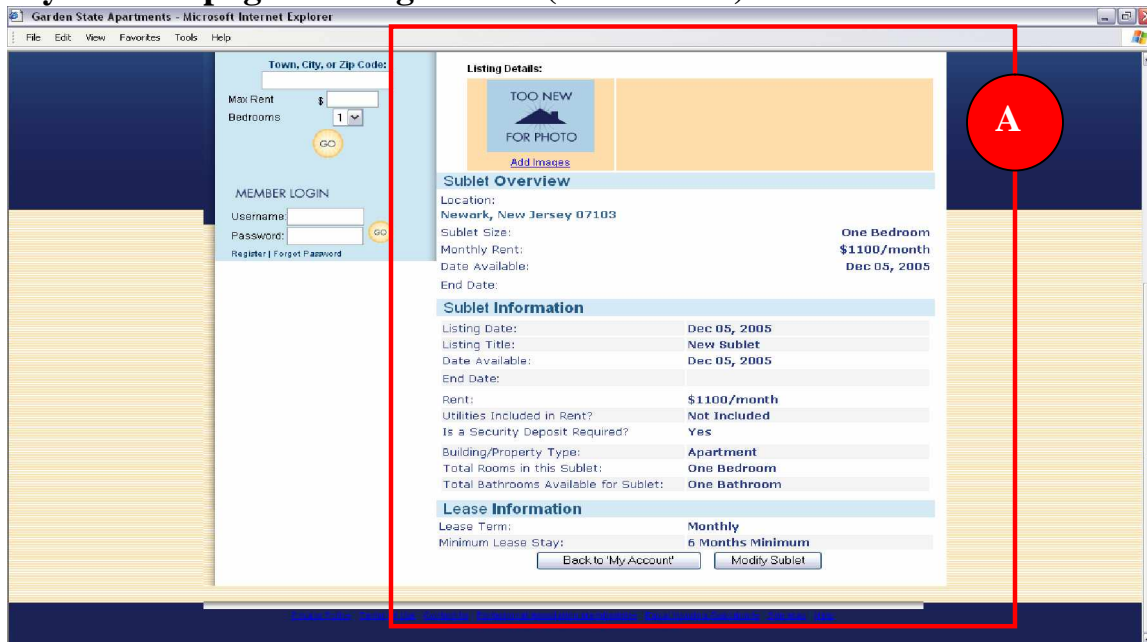 Garden State Apartments - Microsoft Internet Explorer
File Edit View Favorites Tools Help
Town, City, or Zip Code:
Max Rent $
Bedrooms 1
GO
MEMBER LOGIN
Username:
Password:
GO
Register | Forgot Password
Listing Details:
TOO NEW
FOR PHOTO
Add Images
A
Sublet Overview
Location:
Newark, New Jersey 07103
Sublet Size: One Bedroom
Monthly Rent: $1100/month
Date Available: Dec 05, 2005
End Date:
Sublet Information
Listing Date: Dec 05, 2005
Listing Title: New Sublet
Date Available: Dec 05, 2005
End Date:
Rent: $1100/month
Utilities Included in Rent? Not Included
Is a Security Deposit Required? Yes
Building/Property Type: Apartment
Total Rooms in this Sublet: One Bedroom
Total Bathrooms Available for Sublet: One Bathroom
Lease Information
Lease Term: Monthly
Minimum Lease Stay: 6 Months Minimum
Back to 'My Account' Modify Sublet